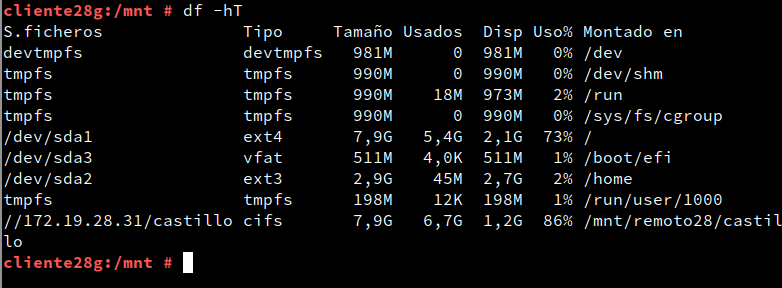 cliente28g:/mnt # df -hT
S.ficheros Tipo Tamaño Usados Disp Uso% Montado en
devtmpfs devtmpfs 981M 0 981M 0% /dev
tmpfs tmpfs 990M 0 990M 0% /dev/shm
tmpfs tmpfs 990M 18M 973M 2% /run
tmpfs tmpfs 990M 0 990M 0% /sys/fs/cgroup
/dev/sda1 ext4 7,9G 5,4G 2,1G 73% /
/dev/sda3 vfat 511M 4,0K 511M 1% /boot/efi
/dev/sda2 ext3 2,9G 45M 2,7G 2% /home
tmpfs tmpfs 198M 12K 198M 1% /run/user/1000
//172.19.28.31/castillo cifs 7,9G 6,7G 1,2G 86% /mnt/remoto28/castil
lo
cliente28g:/mnt #